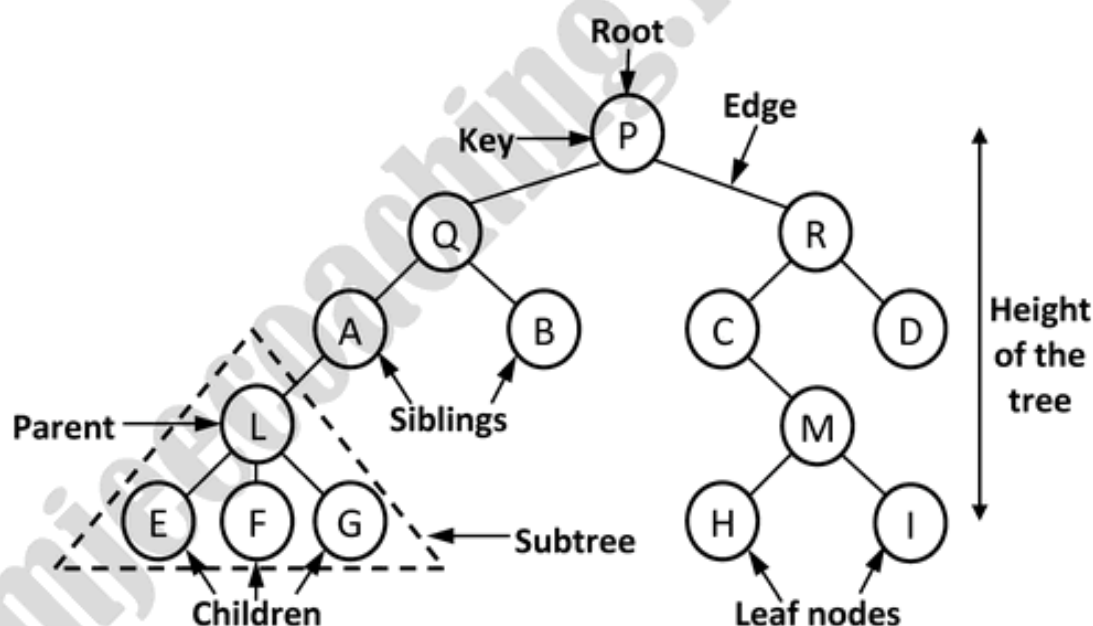 Root
Edge
Key
P
Q
R
A
B
C
D
Height
of the
tree
Siblings
Parent
L
M
E
F
G
H
I
Subtree
Children
Leaf nodes